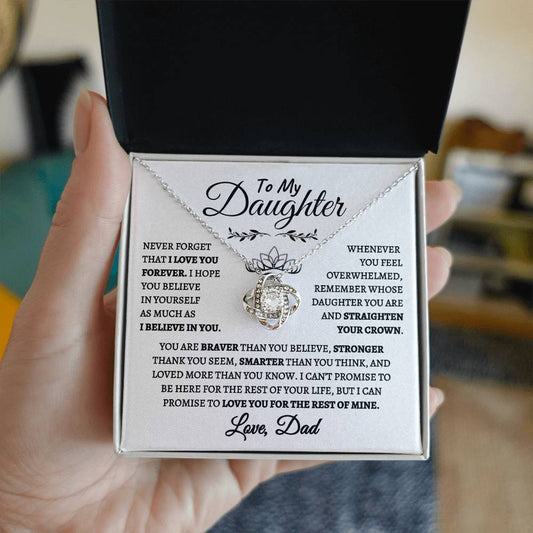 To My
Daughter
NEVER FORGET
THAT I LOVE YOU
FOREVER. I HOPE
YOU BELIEVE
IN YOURSELF
AS MUCH AS
I BELIEVE IN YOU.
WHENEVER
YOU FEEL
OVERWHELMED,
REMEMBER WHOSE
DAUGHTER YOU ARE
AND STRAIGHTEN
YOUR CROWN.
YOU ARE BRAVER THAN YOU BELIEVE, STRONGER
THANK YOU SEEM, SMARTER THAN YOU THINK, AND
LOVED MORE THAN YOU KNOW. I CAN'T PROMISE TO
BE HERE FOR THE REST OF YOUR LIFE, BUT I CAN
PROMISE TO LOVE YOU FOR THE REST OF MINE.
Love, Dad